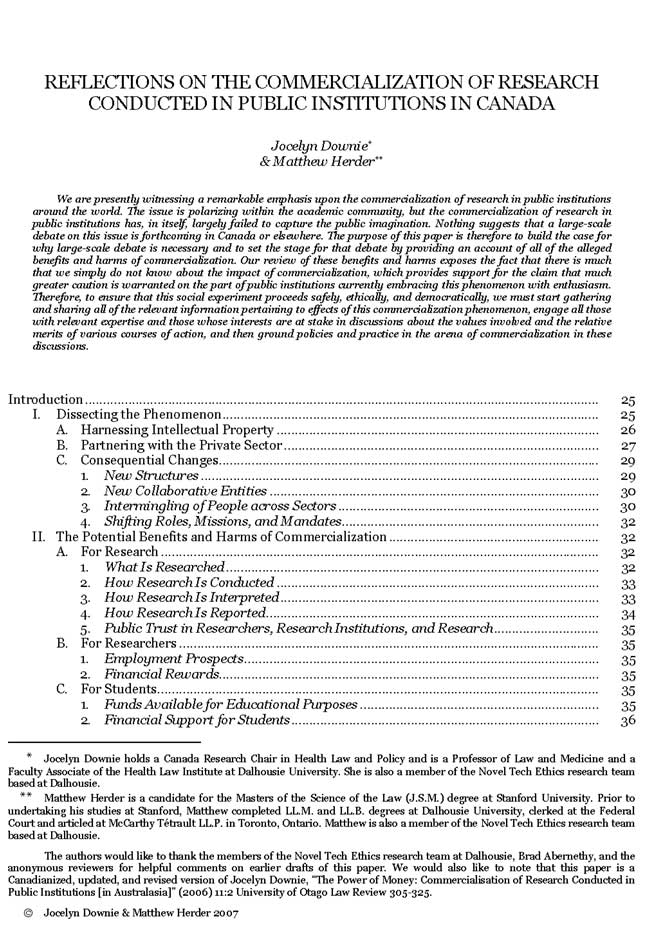 REFLECTIONS ON THE COMMERCIALIZATION OF RESEARCH
CONDUCTED IN PUBLIC INSTITUTIONS IN CANADA
Jocelyn Downie*
& Matthew Herder**
We are presently witnessing a remarkable emphasis upon the commercialization of research in public institutions
around the world. The issue is polarizing within the academic community, but the commercialization of research in
public institutions has, in itself, largely failed to capture the public imagination. Nothing suggests that a large-scale
debate on this issue is forthcoming in Canada or elsewhere. The purpose of this paper is therefore to build the case for
why large-scale debate is necessary and to set the stage for that debate by providing an account of all of the alleged
benefits and harms of commercialization. Our review of these benefits and harms exposes the fact that there is much
that we simply do not know about the impact of commercialization, which provides support for the claim that much
greater caution is warranted on the part of public institutions currently embracing this phenomenon with enthusiasm.
Therefore, to ensure that this social experiment proceeds safely, ethically, and democratically, we must start gathering
and sharing all of the relevant information pertaining to effects of this commercialization phenomenon, engage all those
with relevant expertise and those whose interests are at stake in discussions about the values involved and the relative
merits of various courses of action, and then ground policies and practice in the arena of commercialization in these
discussions.
Introduction ........ 25
I. Dissecting the Phenomenon ........ 25
A. Harnessing Intellectual Property ........ 26
B. Partnering with the Private Sector ........ 27
C. Consequential Changes ........ 29
1. New Structures ........ 29
2. New Collaborative Entities ........ 30
3. Intermingling of People across Sectors ........ 30
4. Shifting Roles, Missions, and Mandates ........ 32
II. The Potential Benefits and Harms of Commercialization ........ 32
A. For Research ........ 32
1. What Is Researched ........ 32
2. How Research Is Conducted ........ 33
3. How Research Is Interpreted ........ 33
4. How Research Is Reported ........ 34
5. Public Trust in Researchers, Research Institutions, and Research ........ 35
B. For Researchers ........ 35
1. Employment Prospects ........ 35
2. Financial Rewards ........ 35
C. For Students ........ 35
1. Funds Available for Educational Purposes ........ 35
2. Financial Support for Students ........ 36
* Jocelyn Downie holds a Canada Research Chair in Health Law and Policy and is a Professor of Law and Medicine and a
Faculty Associate of the Health Law Institute at Dalhousie University. She is also a member of the Novel Tech Ethics research team
based at Dalhousie.
** Matthew Herder is a candidate for the Masters of the Science of the Law (J.S.M.) degree at Stanford University. Prior to
undertaking his studies at Stanford, Matthew completed LL.M. and LL.B. degrees at Dalhousie University, clerked at the Federal
Court and articled at McCarthy Tétrault LL.P. in Toronto, Ontario. Matthew is also a member of the Novel Tech Ethics research team
based at Dalhousie.
The authors would like to thank the members of the Novel Tech Ethics research team at Dalhousie, Brad Abernethy, and the
anonymous reviewers for helpful comments on earlier drafts of this paper. We would also like to note that this paper is a
Canadianized, updated, and revised version of Jocelyn Downie, "The Power of Money: Commercialisation of Research Conducted in
Public Institutions [in Australasia]" (2006) 11:2 University of Otago Law Review 305-325.
© Jocelyn Downie & Matthew Herder 2007